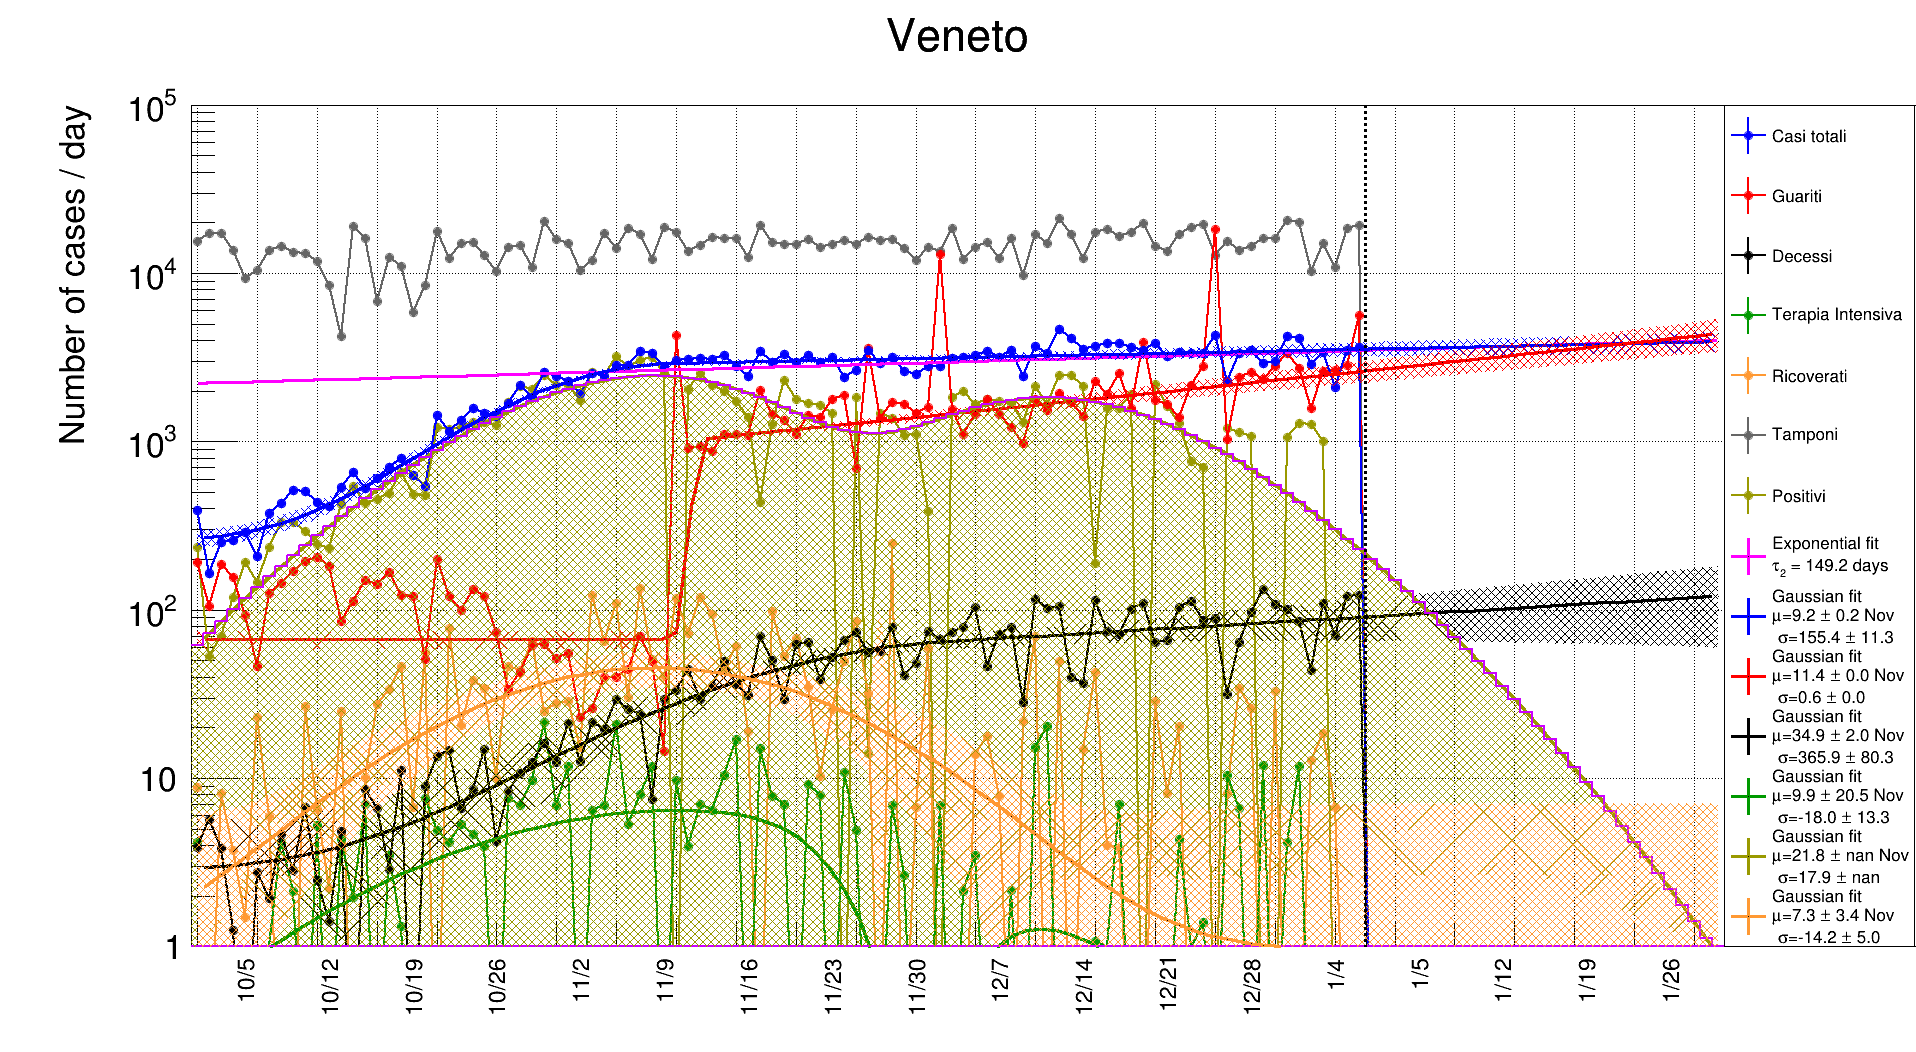 Veneto
Number of cases / day
10^5
10^4
10^3
10^2
10
1
10/5
10/12
10/19
10/26
11/2
11/9
11/16
11/23
11/30
12/7
12/14
12/21
12/28
1/4
1/5
1/12
1/19
1/26
Casi totali
Guariti
Decessi
Terapia Intensiva
Ricoverati
Tamponi
Positivi
Exponential fit
τ₂ = 149.2 days
Gaussian fit
μ=9.2 ± 0.2 Nov
σ=155.4 ± 11.3
Gaussian fit
μ=11.4 ± 0.0 Nov
σ=0.6 ± 0.0
Gaussian fit
μ=34.9 ± 2.0 Nov
σ=365.9 ± 80.3
Gaussian fit
μ=9.9 ± 20.5 Nov
σ=-18.0 ± 13.3
Gaussian fit
μ=21.8 ± nan Nov
σ=17.9 ± nan
Gaussian fit
μ=7.3 ± 3.4 Nov
σ=-14.2 ± 5.0